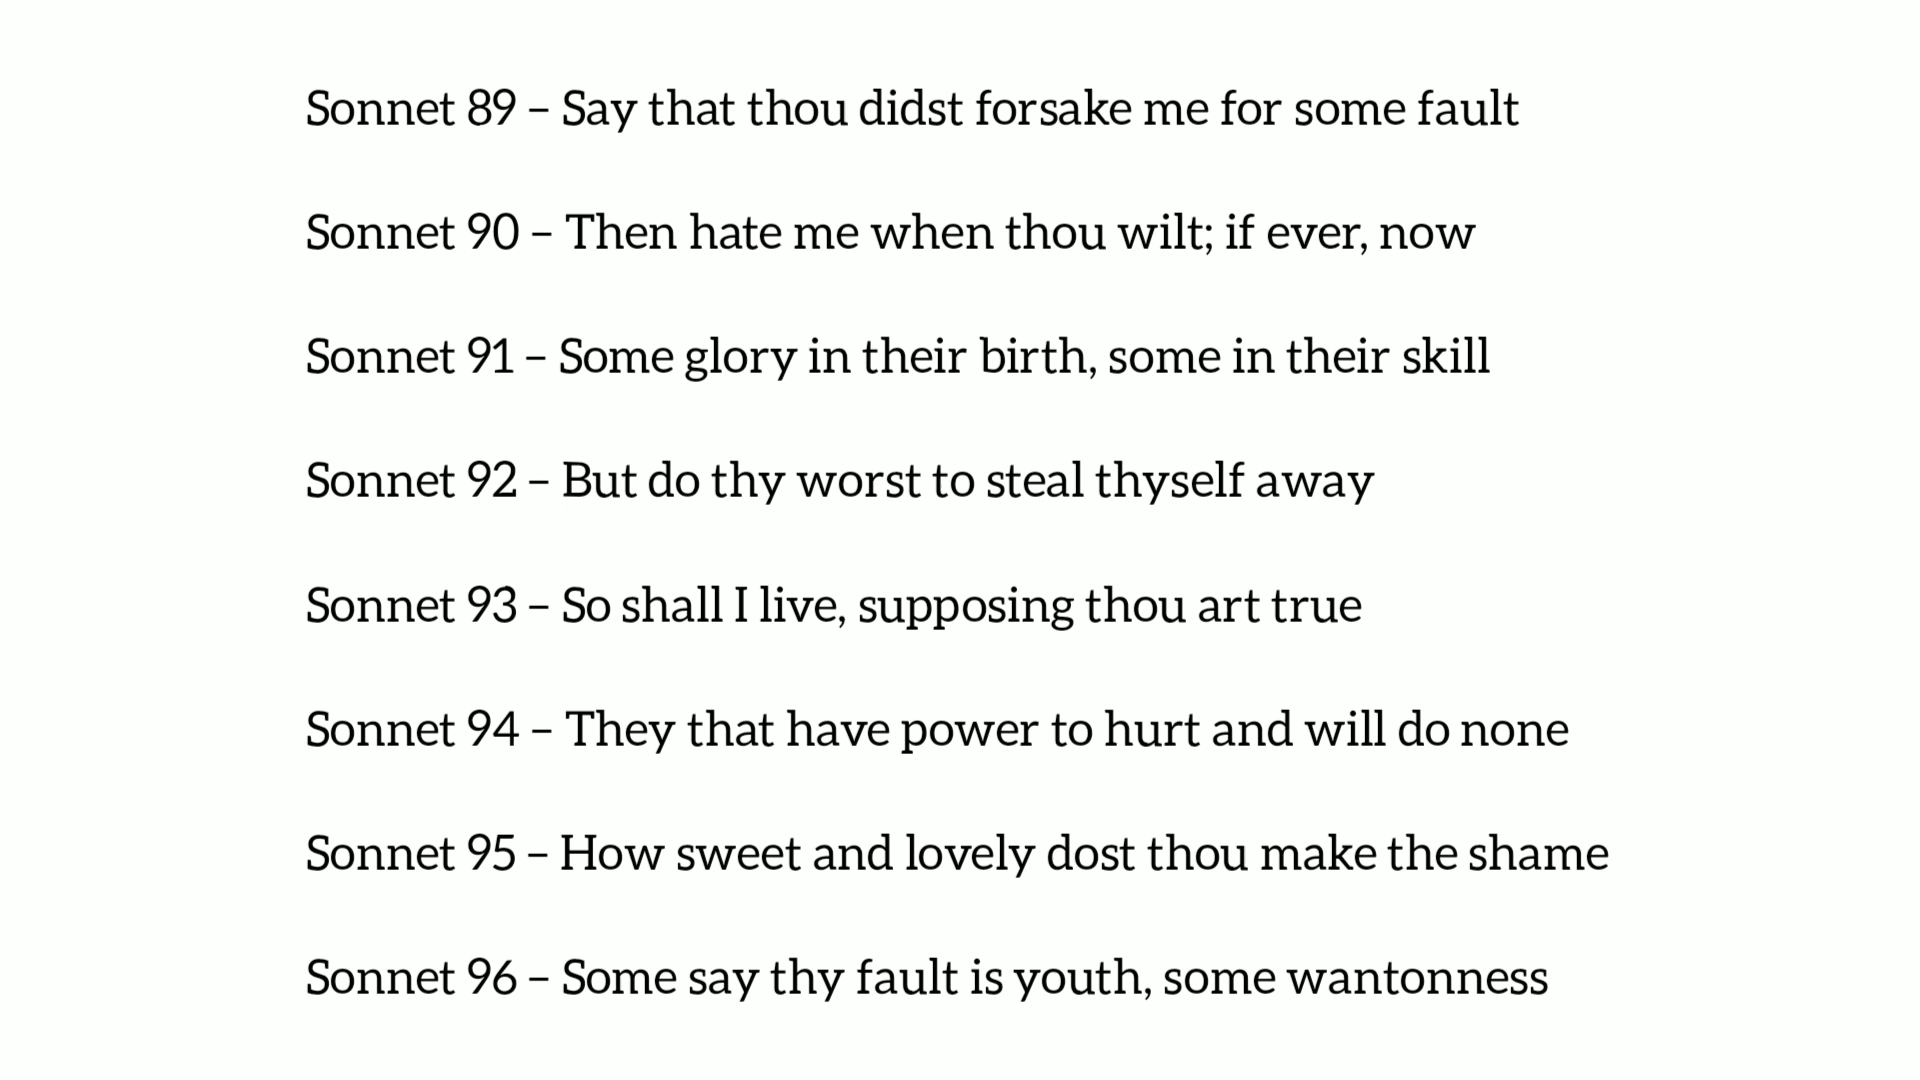 Sonnet 89 – Say that thou didst forsake me for some fault
Sonnet 90 – Then hate me when thou wilt; if ever, now
Sonnet 91 – Some glory in their birth, some in their skill
Sonnet 92 – But do thy worst to steal thyself away
Sonnet 93 – So shall I live, supposing thou art true
Sonnet 94 – They that have power to hurt and will do none
Sonnet 95 – How sweet and lovely dost thou make the shame
Sonnet 96 – Some say thy fault is youth, some wantonness